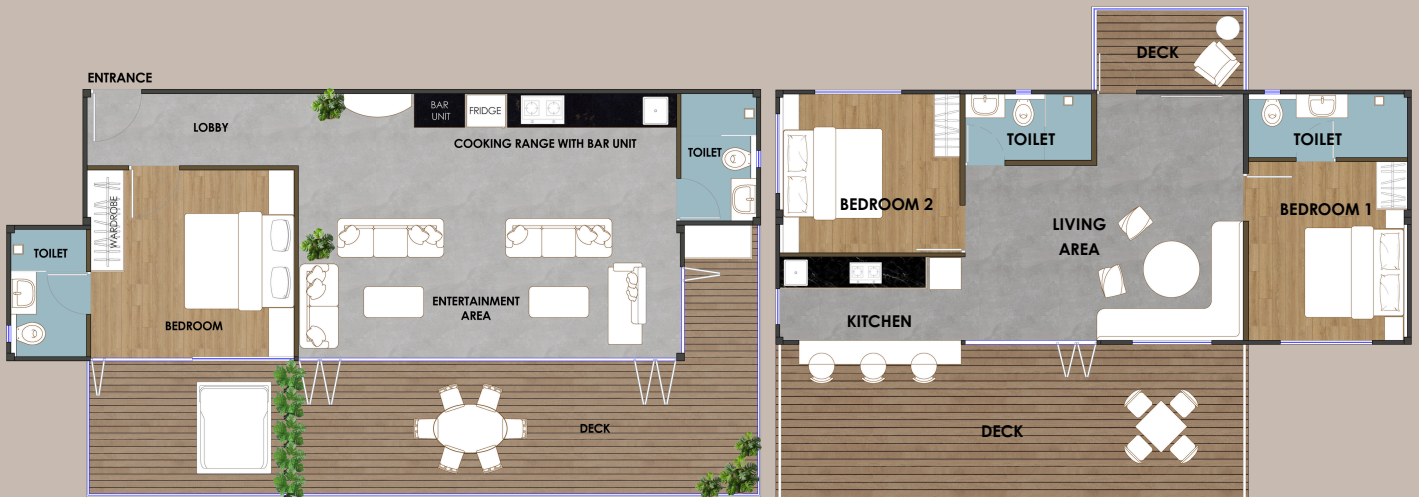 ENTRANCE
LOBBY
BAR
UNIT
FRIDGE
COOKING RANGE WITH BAR UNIT
TOILET
WARDROBE
TOILET
BEDROOM
ENTERTAINMENT
AREA
DECK
DECK
TOILET
TOILET
BEDROOM 2
BEDROOM 1
LIVING
AREA
KITCHEN
DECK